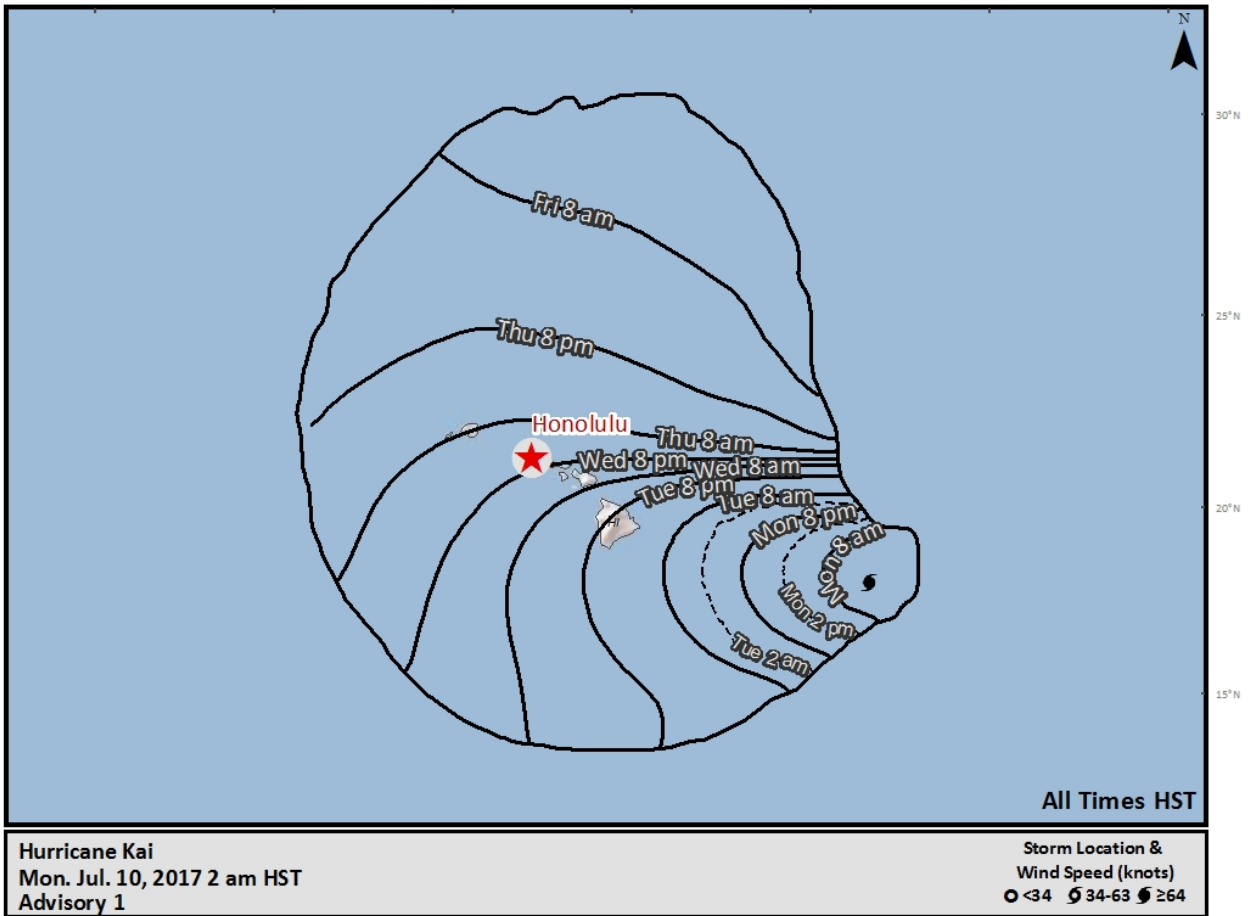 N
30°N
Fri 8 am
25°N
Thu 8 pm
Honolulu
Thu 8 am
Wed 8 pm
Wed 8 am
Tue 8 pm
Tue 8 am
20°N
Mon 8 pm
HI
Mon 8 am
Mon 2 pm
Tue 2 am
15°N
All Times HST
Hurricane Kai
Mon. Jul. 10, 2017 2 am HST
Advisory 1
Storm Location &
Wind Speed (knots)
<34 34-63 ≥64